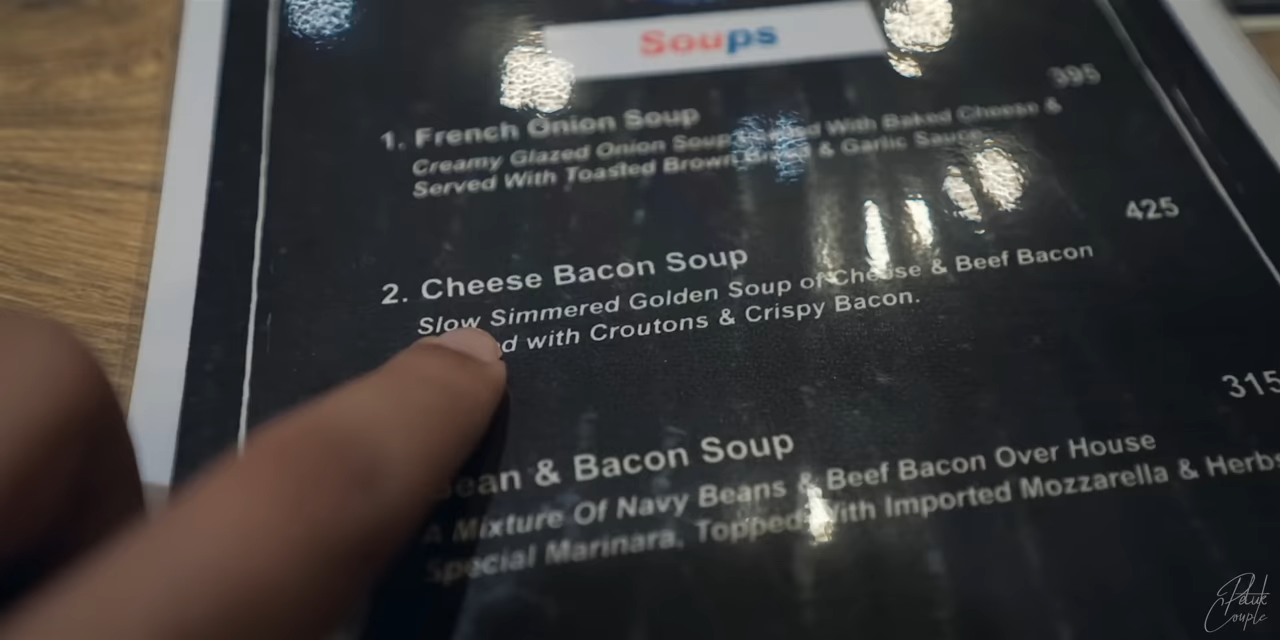 Soups
395
1. French Onion Soup
Creamy Glazed Onion Soup With Baked Cheese &
Served With Toasted Brown Bread & Garlic Sauce
425
2. Cheese Bacon Soup
Slow Simmered Golden Soup of Cheese & Beef Bacon
with Croutons & Crispy Bacon.
315
& Bacon Soup
A Mixture Of Navy Beans & Beef Bacon Over House
Special Marinara, Topped With Imported Mozzarella & Herbs
Petuk
Couple